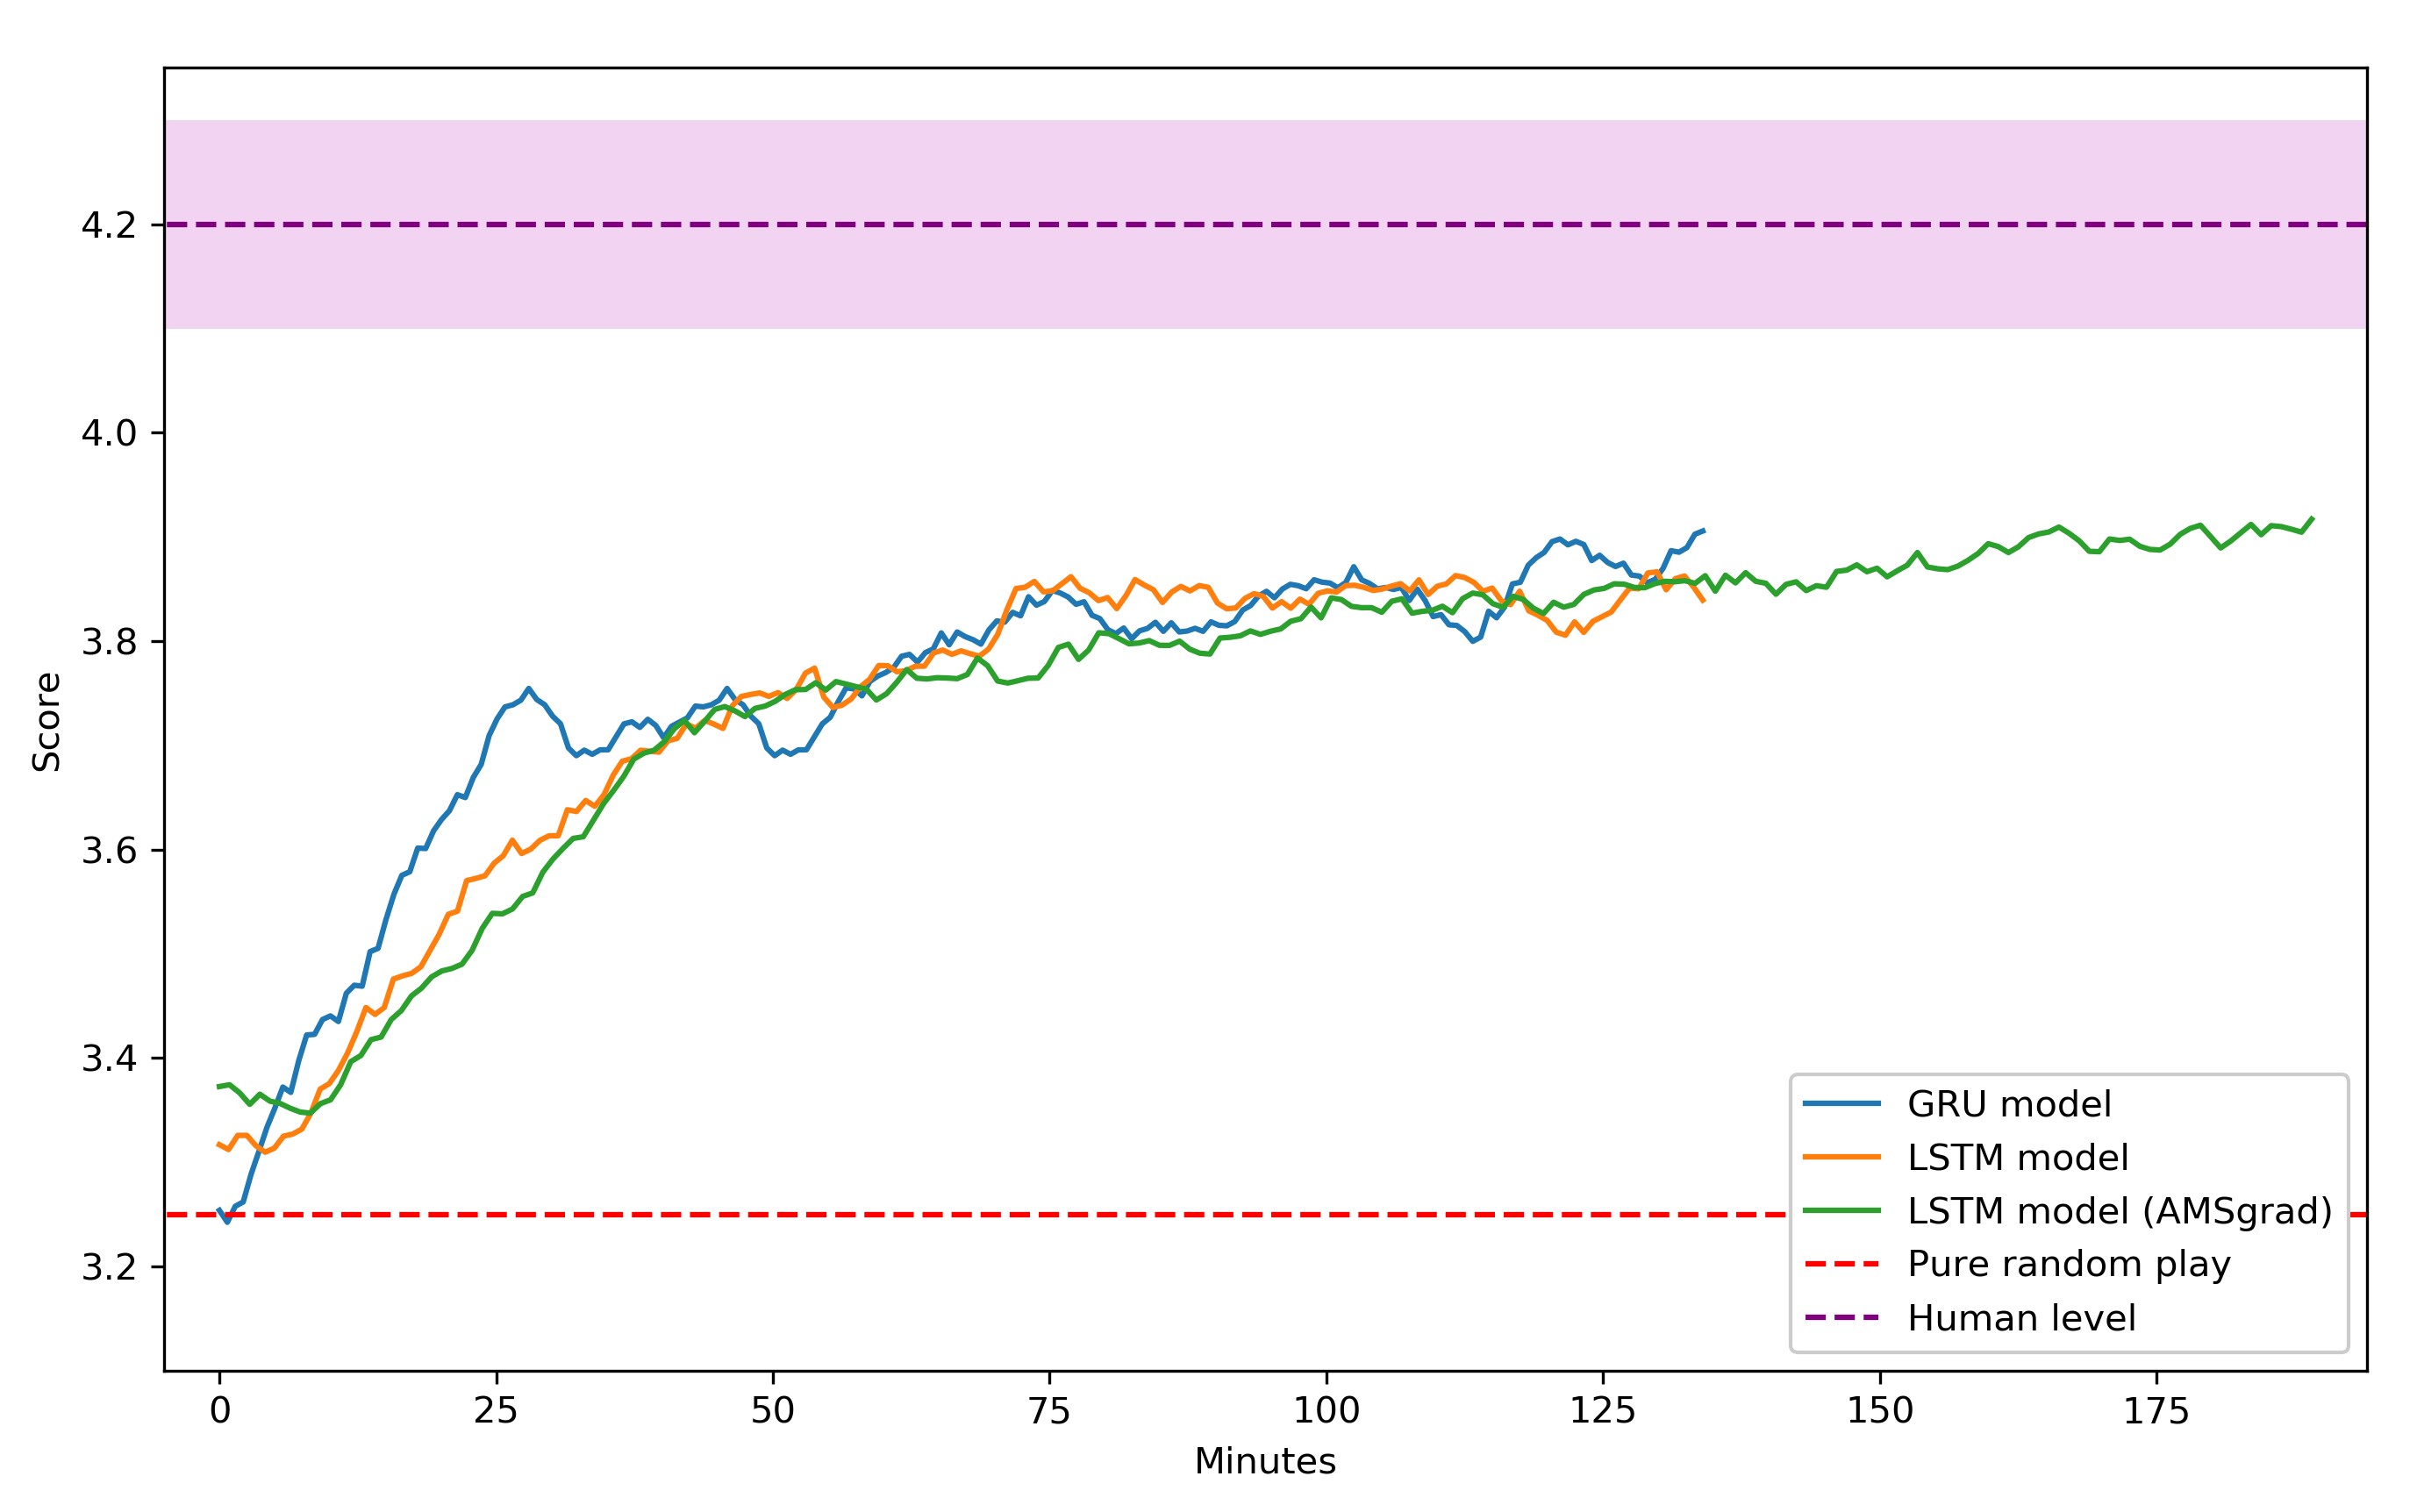 4.2
4.0
3.8
3.6
3.4
3.2
Score
0 25 50 75 100 125 150 175
Minutes
GRU model
LSTM model
LSTM model (AMSgrad)
Pure random play
Human level